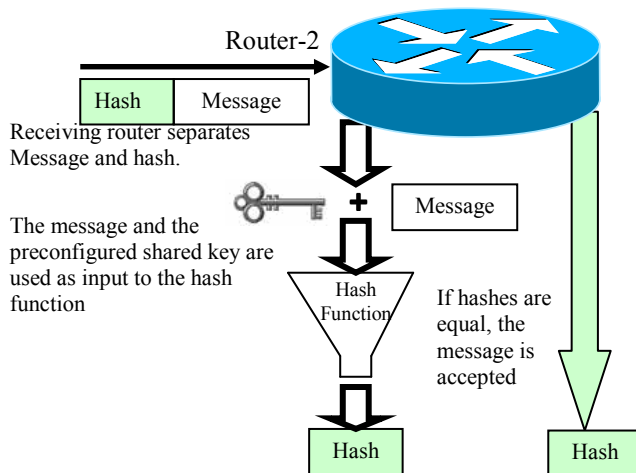 Router-2
Hash
Message
Receiving router separates
Message and hash.
+
Message
The message and the
preconfigured shared key are
used as input to the hash
function
Hash
Function
If hashes are
equal, the
message is
accepted
Hash
Hash